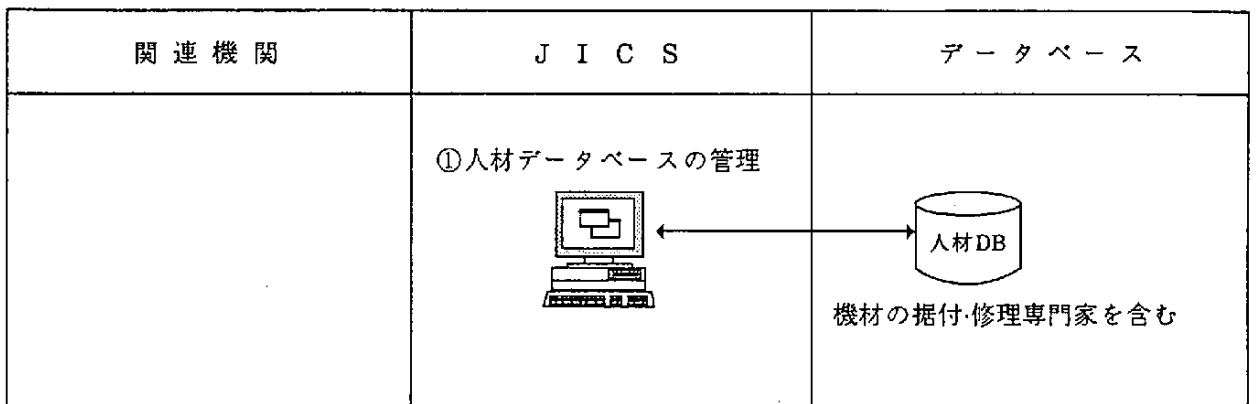 関連機関
JICS
データベース
①人材データベースの管理
人材DB
機材の据付・修理専門家を含む